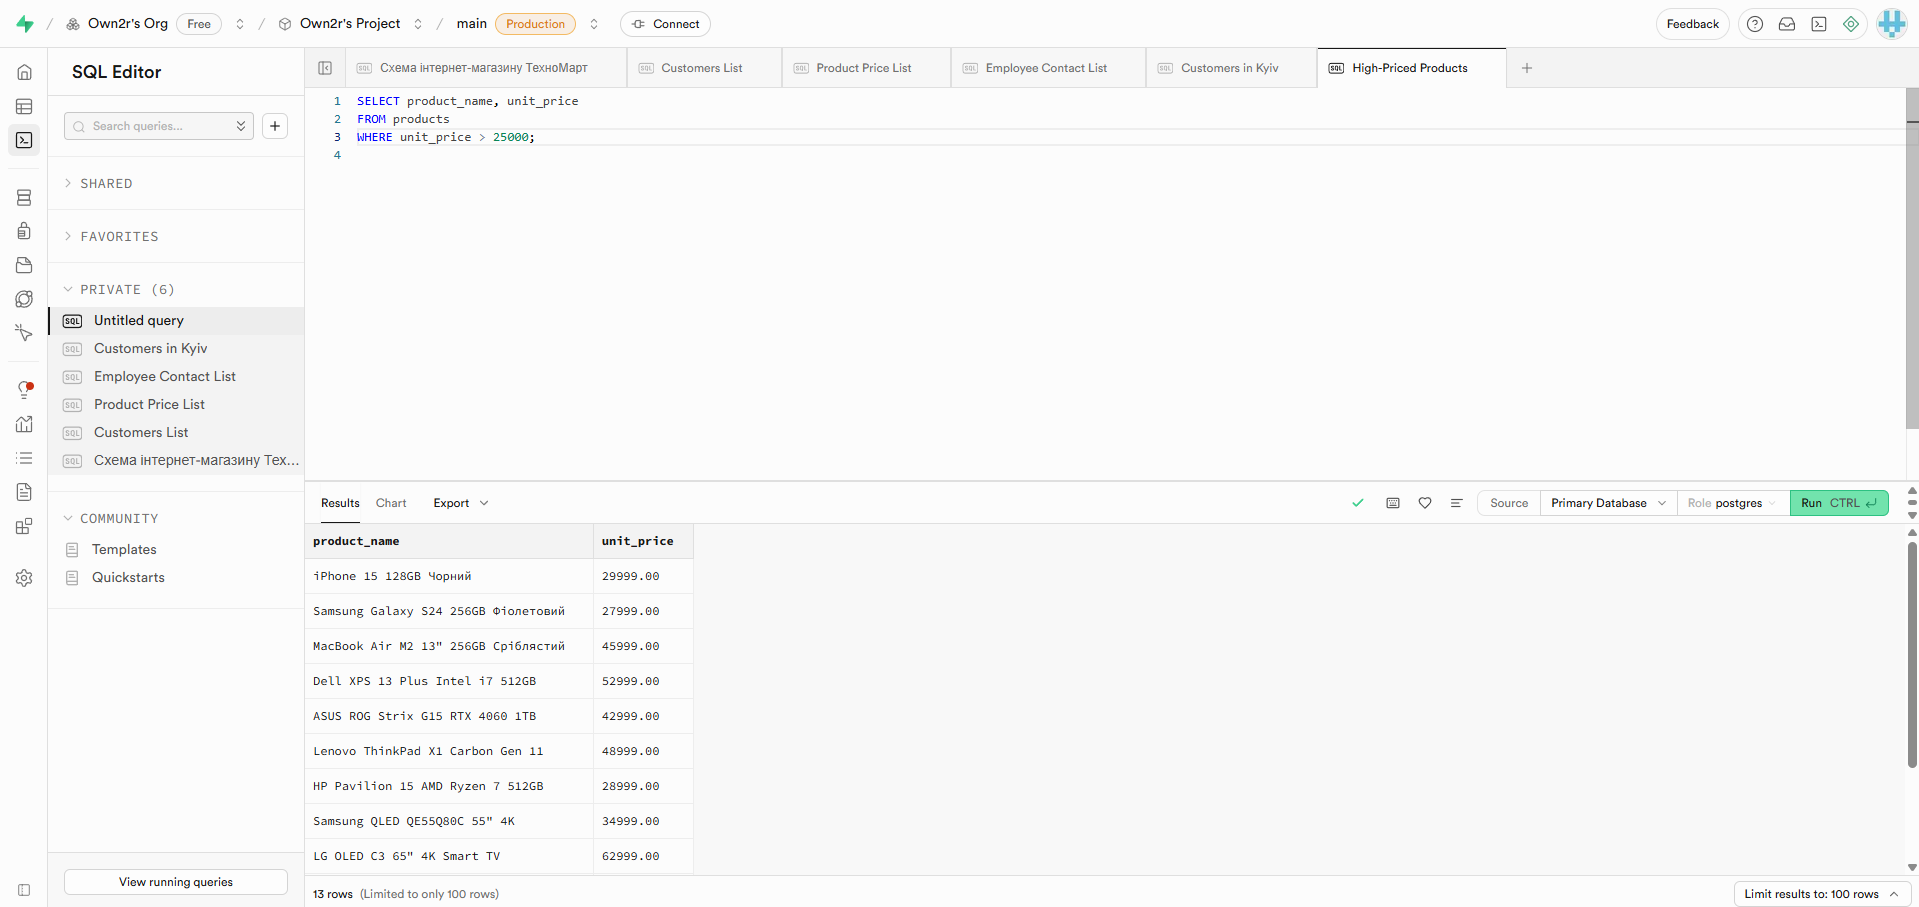 / Own2r's Org Free / Own2r's Project / main Production Connect Feedback
SQL Editor
Search queries...
SHARED
FAVORITES
PRIVATE (6)
SQL Untitled query
SQL Customers in Kyiv
SQL Employee Contact List
SQL Product Price List
SQL Customers List
SQL Схема інтернет-магазину Тех...
COMMUNITY
Templates
Quickstarts
View running queries
SQL Схема інтернет-магазину ТехноМарт SQL Customers List SQL Product Price List SQL Employee Contact List SQL Customers in Kyiv SQL High-Priced Products +
1 SELECT product_name, unit_price
2 FROM products
3 WHERE unit_price > 25000;
4
Results Chart Export Source Primary Database Role postgres Run CTRL
product_name unit_price
iPhone 15 128GB Чорний 29999.00
Samsung Galaxy S24 256GB Фіолетовий 27999.00
MacBook Air M2 13" 256GB Сріблястий 45999.00
Dell XPS 13 Plus Intel i7 512GB 52999.00
ASUS ROG Strix G15 RTX 4060 1TB 42999.00
Lenovo ThinkPad X1 Carbon Gen 11 48999.00
HP Pavilion 15 AMD Ryzen 7 512GB 28999.00
Samsung QLED QE55Q80C 55" 4K 34999.00
LG OLED C3 65" 4K Smart TV 62999.00
13 rows (Limited to only 100 rows) Limit results to: 100 rows